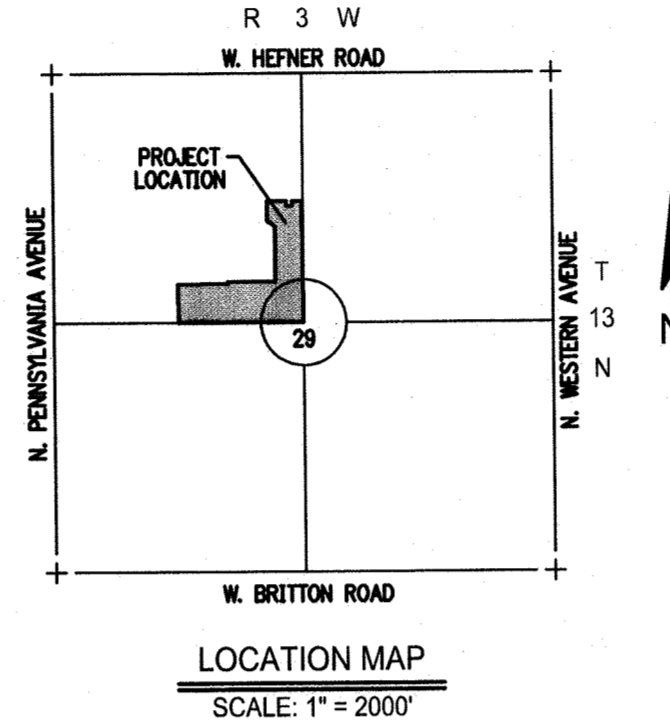 R 3 W
W. HEFNER ROAD
PROJECT
LOCATION
N. PENNSYLVANIA AVENUE
N. WESTERN AVENUE
T
13
N
N
29
W. BRITTON ROAD
LOCATION MAP
SCALE: 1" = 2000'